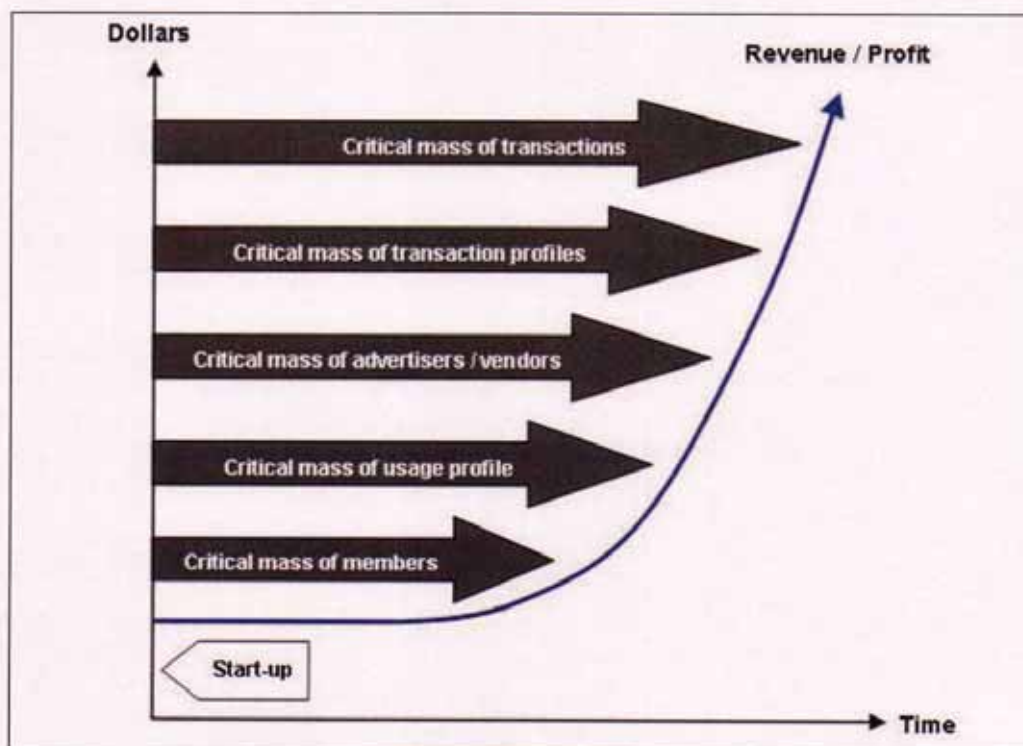 Dollars
Revenue / Profit
Critical mass of transactions
Critical mass of transaction profiles
Critical mass of advertisers / vendors
Critical mass of usage profile
Critical mass of members
Start-up
Time